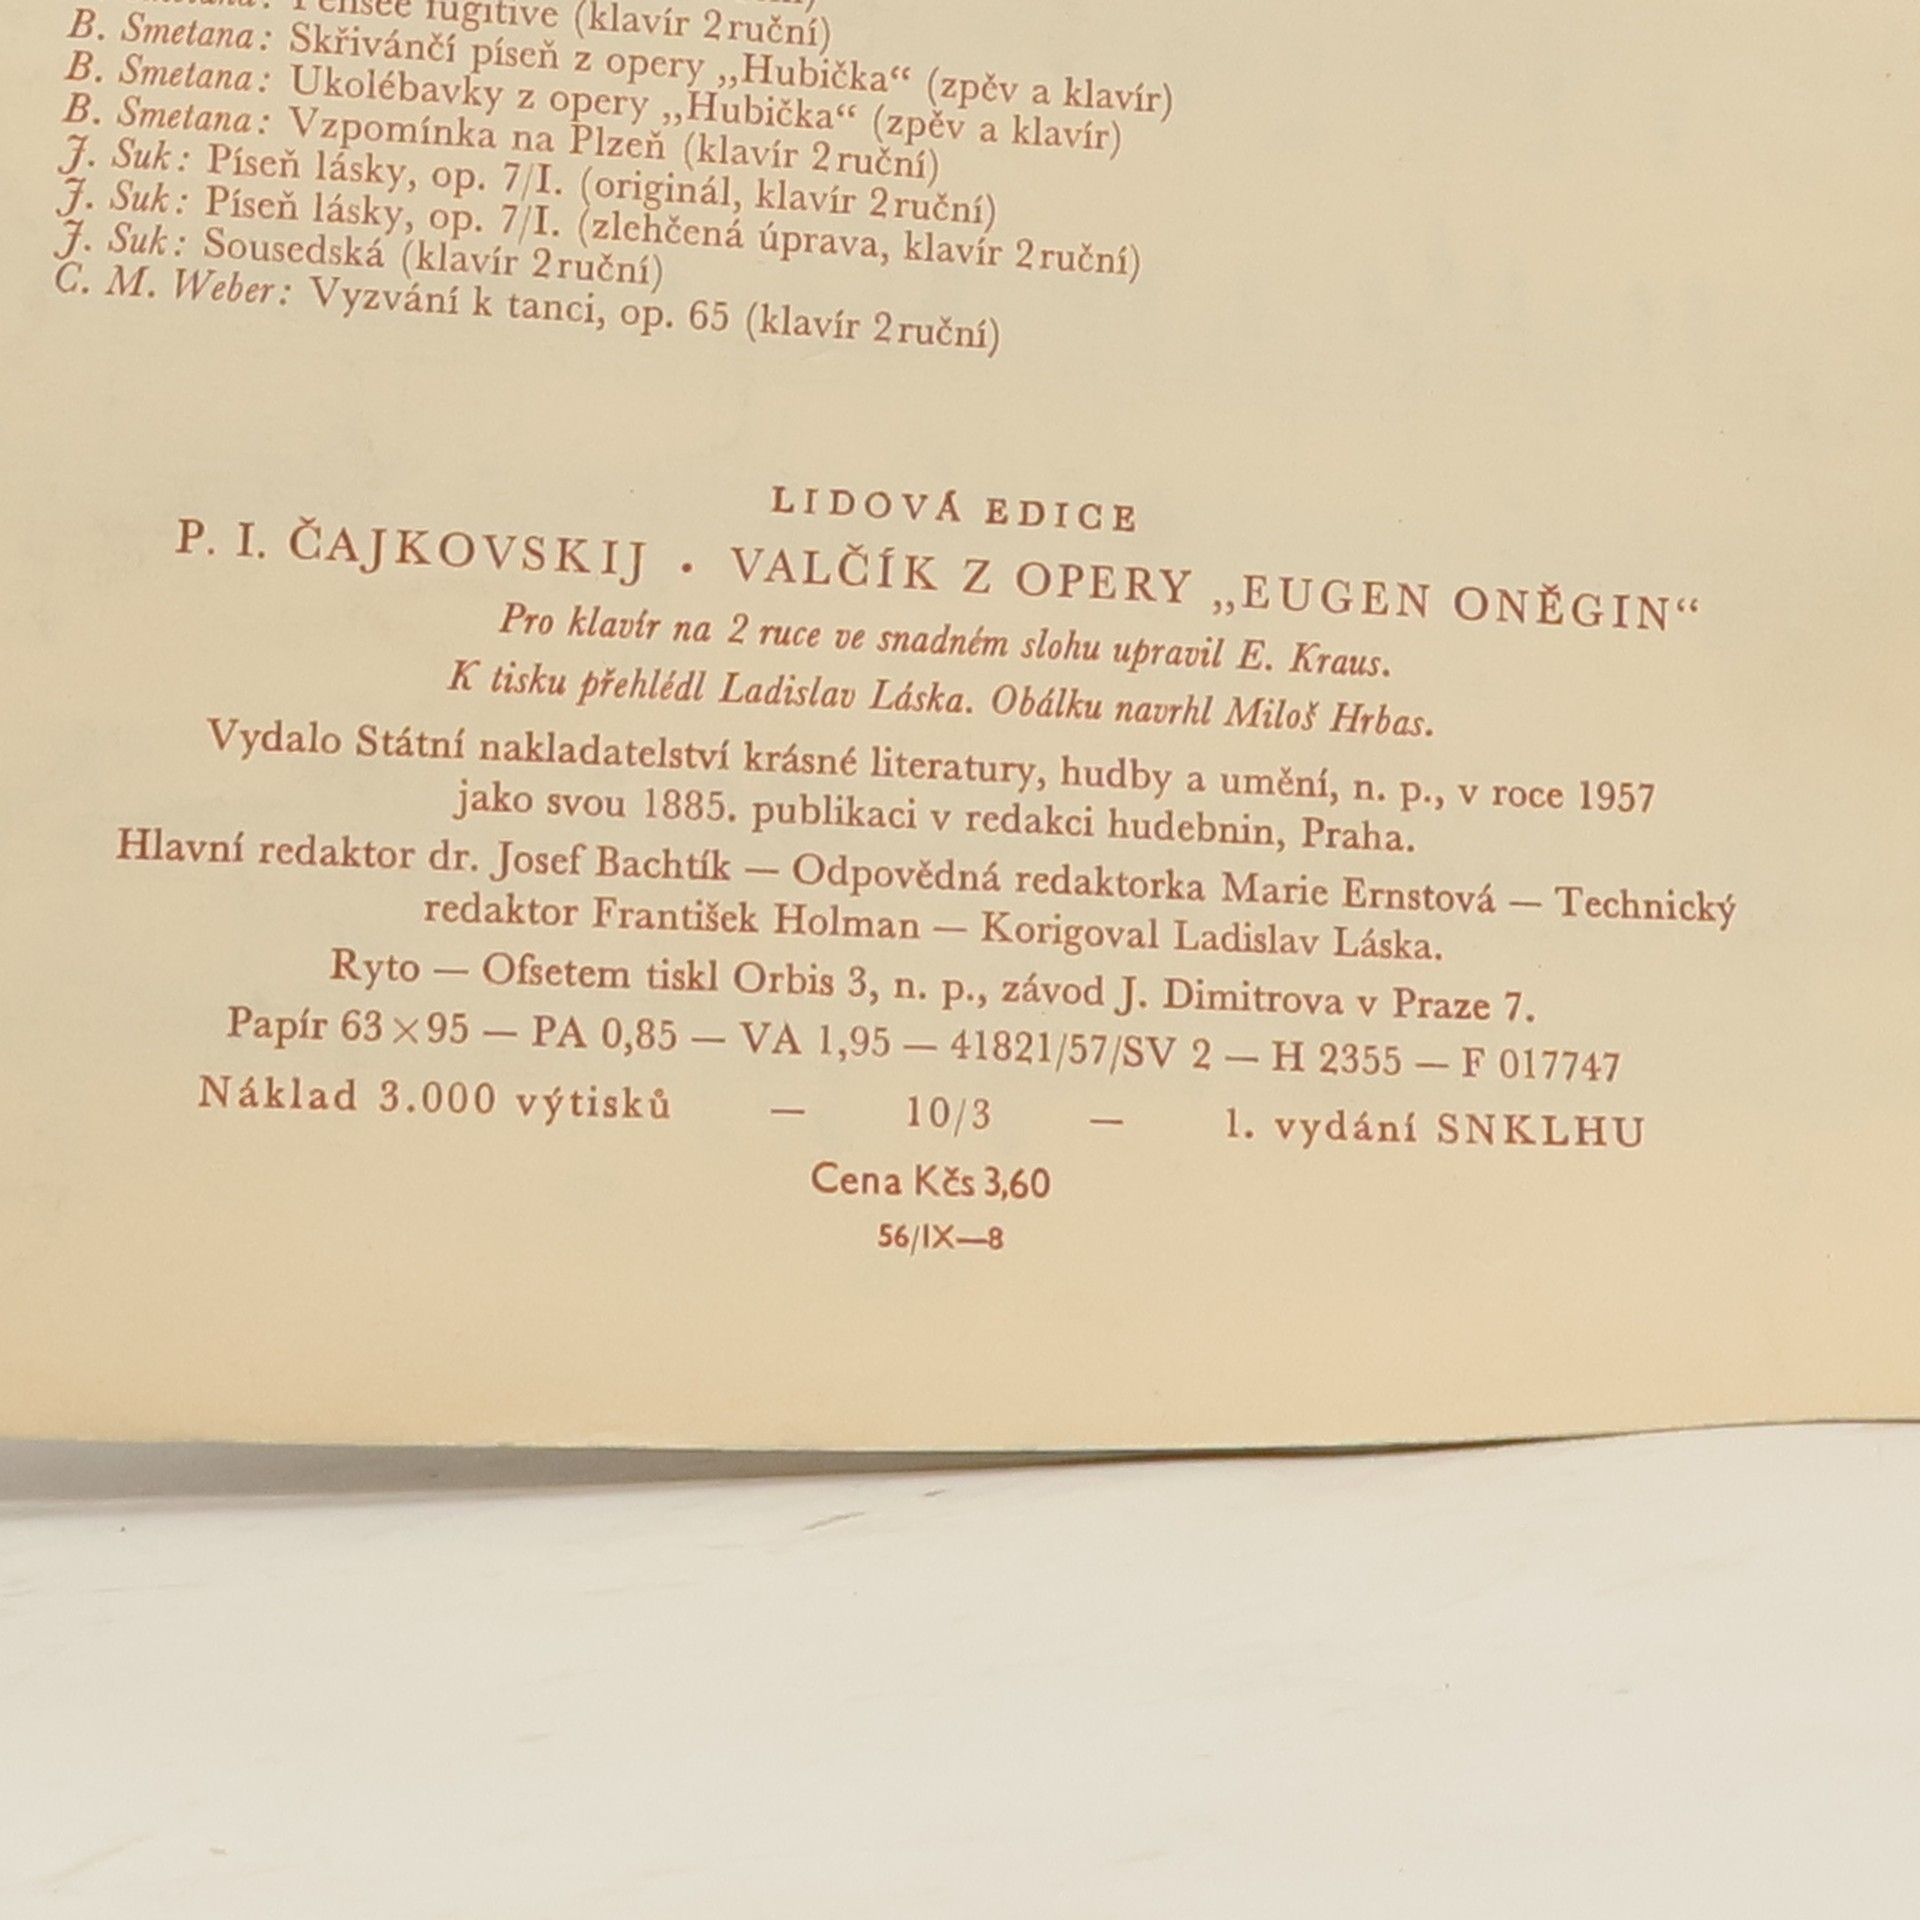 Pensée fugitive (klavír 2ruční)
B. Smetana: Skřivánčí píseň z opery „Hubička“ (zpěv a klavír)
B. Smetana: Ukolébavky z opery „Hubička“ (zpěv a klavír)
B. Smetana: Vzpomínka na Plzeň (klavír 2ruční)
J. Suk: Píseň lásky, op. 7/I. (originál, klavír 2ruční)
J. Suk: Píseň lásky, op. 7/I. (zlehčená úprava, klavír 2ruční)
J. Suk: Sousedská (klavír 2ruční)
C. M. Weber: Vyzvání k tanci, op. 65 (klavír 2ruční)
LIDOVÁ EDICE
P. I. ČAJKOVSKIJ • VALČÍK Z OPERY „EUGEN ONĚGIN“
Pro klavír na 2 ruce ve snadném slohu upravil E. Kraus.
K tisku přehlédl Ladislav Láska. Obálku navrhl Miloš Hrbas.
Vydalo Státní nakladatelství krásné literatury, hudby a umění, n. p., v roce 1957
jako svou 1885. publikaci v redakci hudebnin, Praha.
Hlavní redaktor dr. Josef Bachtík — Odpovědná redaktorka Marie Ernstová — Technický
redaktor František Holman — Korigoval Ladislav Láska.
Ryto — Ofsetem tiskl Orbis 3, n. p., závod J. Dimitrova v Praze 7.
Papír 63×95 — PA 0,85 — VA 1,95 — 41821/57/SV 2 — H 2355 — F 017747
Náklad 3.000 výtisků — 10/3 — 1. vydání SNKLHU
Cena Kčs 3,60
56/IX—8